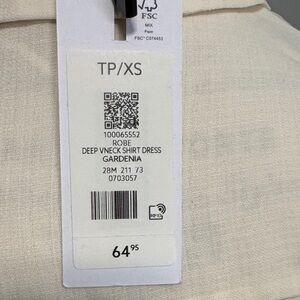 FSC
MIX
Paper
FSC® C074453
TP/XS
100065552
ROBE
DEEP VNECK SHIRT DRESS
GARDENIA
28M 211 73
0703057
64 95